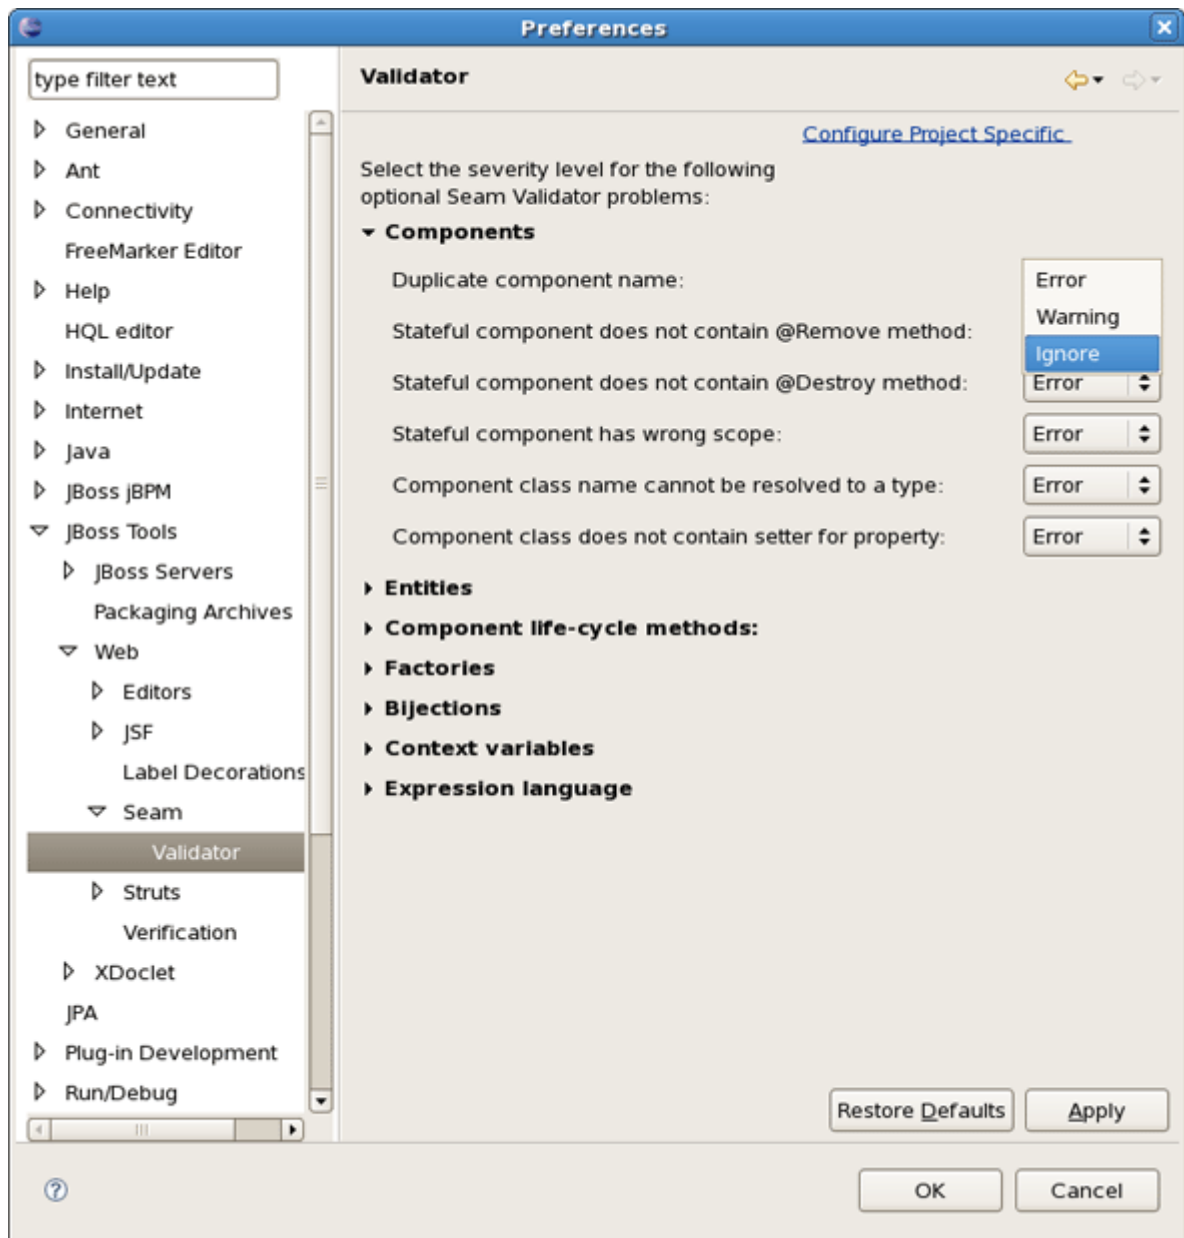 Preferences
type filter text
General
Ant
Connectivity
FreeMarker Editor
Help
HQL editor
Install/Update
Internet
Java
JBoss jBPM
JBoss Tools
JBoss Servers
Packaging Archives
Web
Editors
JSF
Label Decorations
Seam
Validator
Struts
Verification
XDoclet
JPA
Plug-in Development
Run/Debug
Validator
Configure Project Specific
Select the severity level for the following
optional Seam Validator problems:
Components
Duplicate component name:
Error
Warning
Stateful component does not contain @Remove method:
Ignore
Stateful component does not contain @Destroy method: Error
Stateful component has wrong scope: Error
Component class name cannot be resolved to a type: Error
Component class does not contain setter for property: Error
Entities
Component life-cycle methods:
Factories
Bijections
Context variables
Expression language
Restore Defaults Apply
OK Cancel